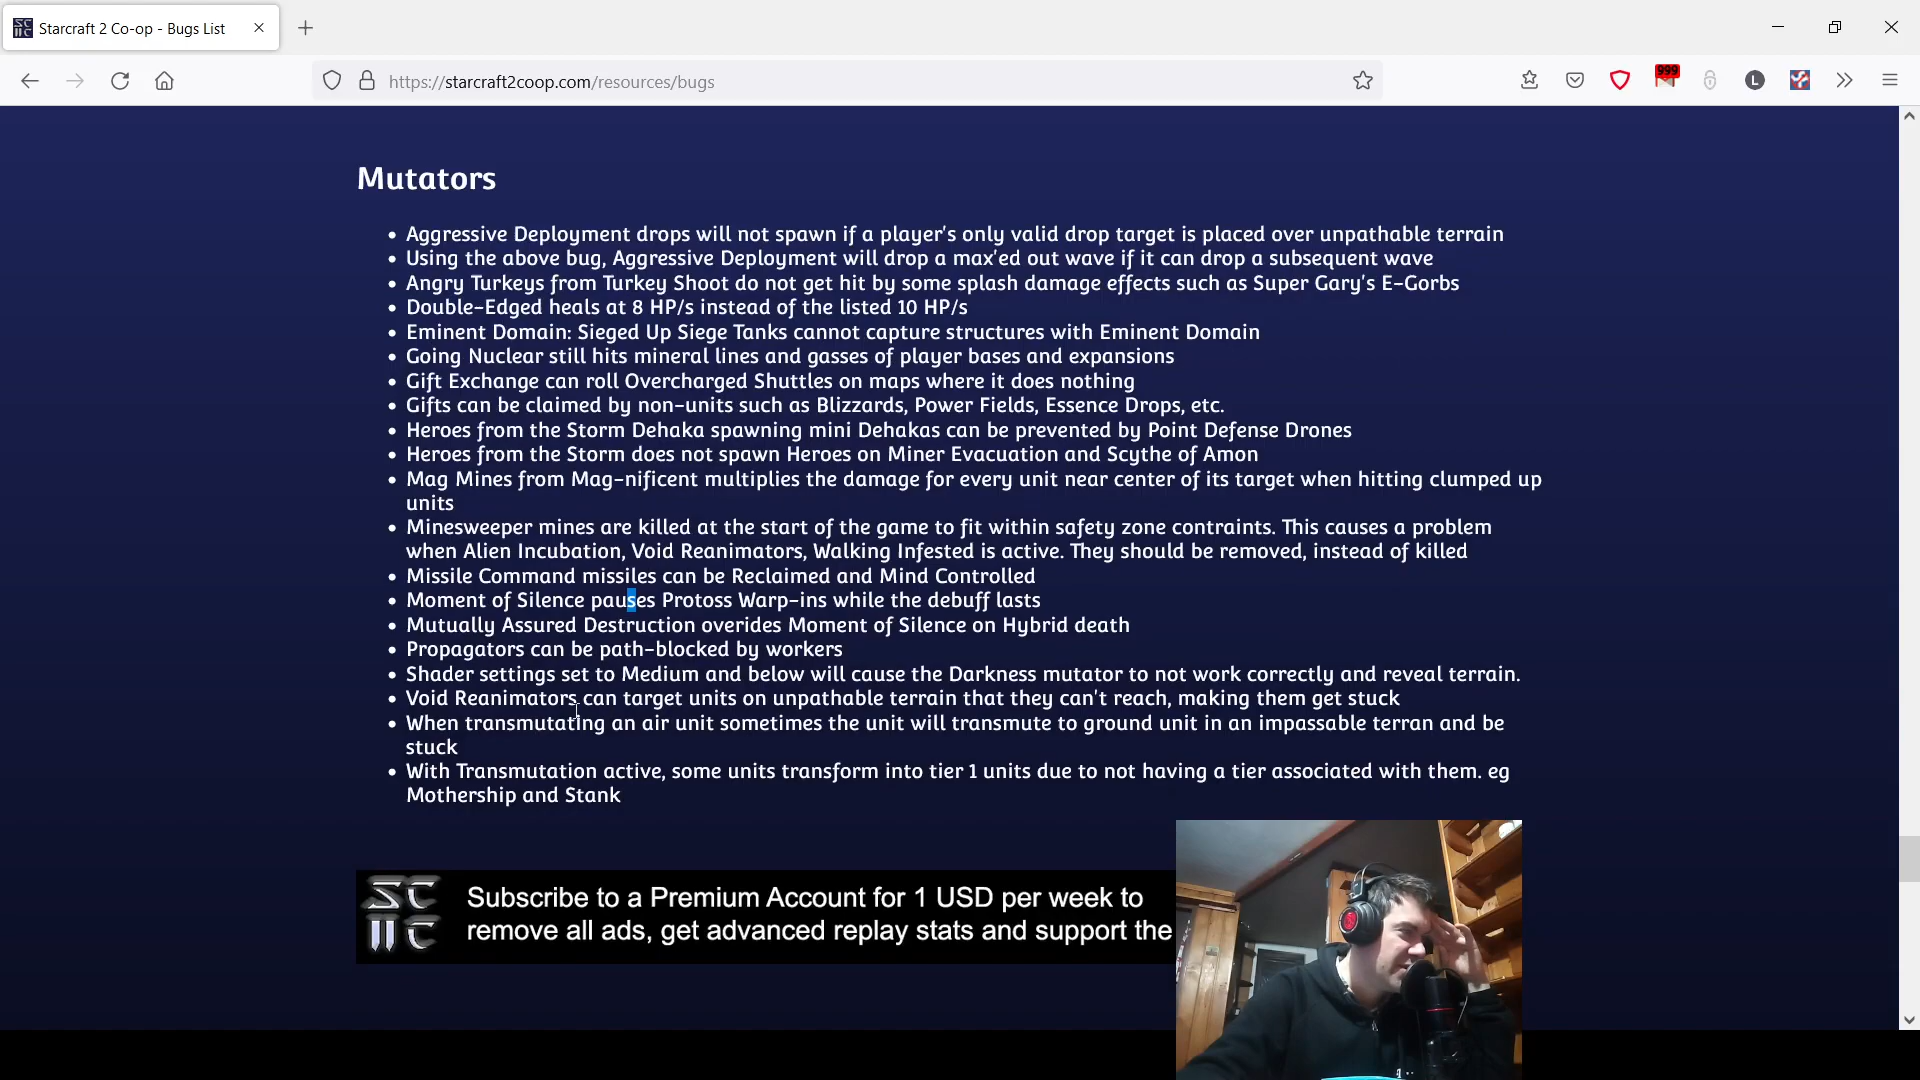 Starcraft 2 Co-op - Bugs List
https://starcraft2coop.com/resources/bugs
999
L
Mutators
Aggressive Deployment drops will not spawn if a player's only valid drop target is placed over unpathable terrain
Using the above bug, Aggressive Deployment will drop a max'ed out wave if it can drop a subsequent wave
Angry Turkeys from Turkey Shoot do not get hit by some splash damage effects such as Super Gary's E-Gorbs
Double-Edged heals at 8 HP/s instead of the listed 10 HP/s
Eminent Domain: Sieged Up Siege Tanks cannot capture structures with Eminent Domain
Going Nuclear still hits mineral lines and gasses of player bases and expansions
Gift Exchange can roll Overcharged Shuttles on maps where it does nothing
Gifts can be claimed by non-units such as Blizzards, Power Fields, Essence Drops, etc.
Heroes from the Storm Dehaka spawning mini Dehakas can be prevented by Point Defense Drones
Heroes from the Storm does not spawn Heroes on Miner Evacuation and Scythe of Amon
Mag Mines from Mag-nificent multiplies the damage for every unit near center of its target when hitting clumped up
units
Minesweeper mines are killed at the start of the game to fit within safety zone contraints. This causes a problem
when Alien Incubation, Void Reanimators, Walking Infested is active. They should be removed, instead of killed
Missile Command missiles can be Reclaimed and Mind Controlled
Moment of Silence pauses Protoss Warp-ins while the debuff lasts
Mutually Assured Destruction overides Moment of Silence on Hybrid death
Propagators can be path-blocked by workers
Shader settings set to Medium and below will cause the Darkness mutator to not work correctly and reveal terrain.
Void Reanimators can target units on unpathable terrain that they can't reach, making them get stuck
When transmutating an air unit sometimes the unit will transmute to ground unit in an impassable terran and be
stuck
With Transmutation active, some units transform into tier 1 units due to not having a tier associated with them. eg
Mothership and Stank
SC
IIC
Subscribe to a Premium Account for 1 USD per week to
remove all ads, get advanced replay stats and support the